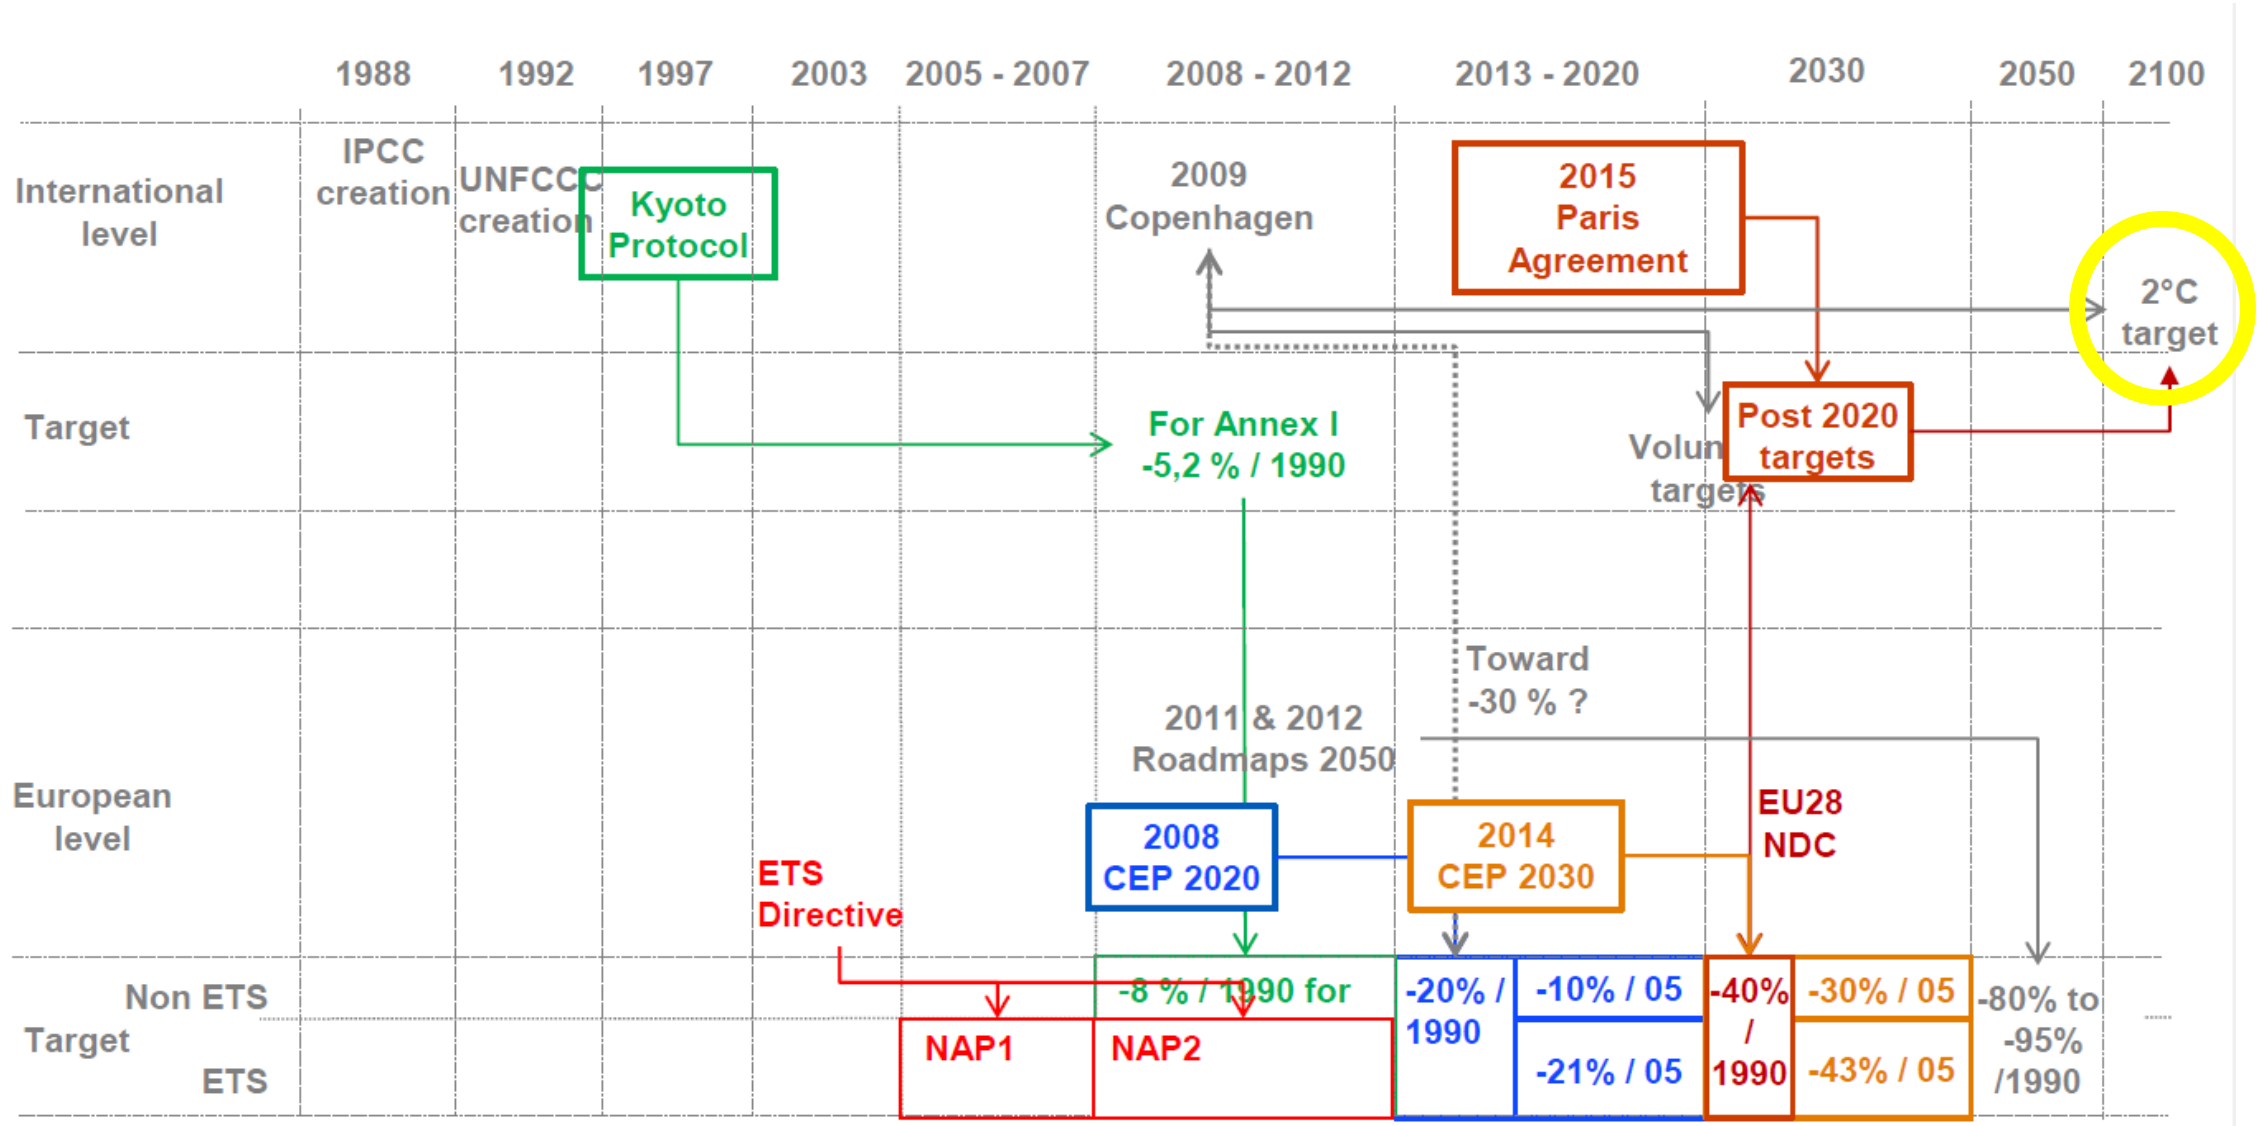 1988 1992 1997 2003 2005 - 2007 2008 - 2012 2013 - 2020 2030 2050 2100
International
level
IPCC
creation
UNFCCC
creation
Kyoto
Protocol
2009
Copenhagen
2015
Paris
Agreement
2°C
target
Target
For Annex I
-5,2 % / 1990
Volun
targets
Post 2020
targets
European
level
Toward
-30 % ?
2011 & 2012
Roadmaps 2050
ETS
Directive
2008
CEP 2020
2014
CEP 2030
EU28
NDC
Target
Non ETS
ETS
-8 % / 1990 for
NAP1
NAP2
-20% /
1990
-10% / 05
-21% / 05
-40%
/
1990
-30% / 05
-43% / 05
-80% to
-95%
/1990